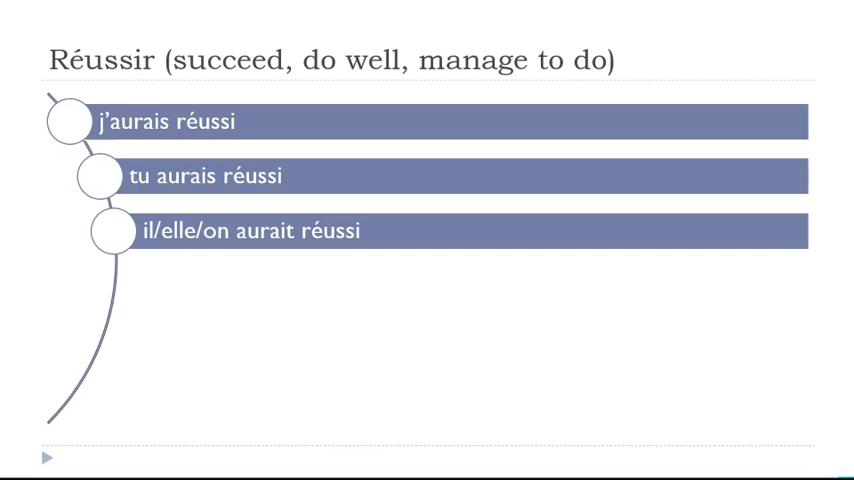 Réussir (succeed, do well, manage to do)
j’aurais réussi
tu aurais réussi
il/elle/on aurait réussi